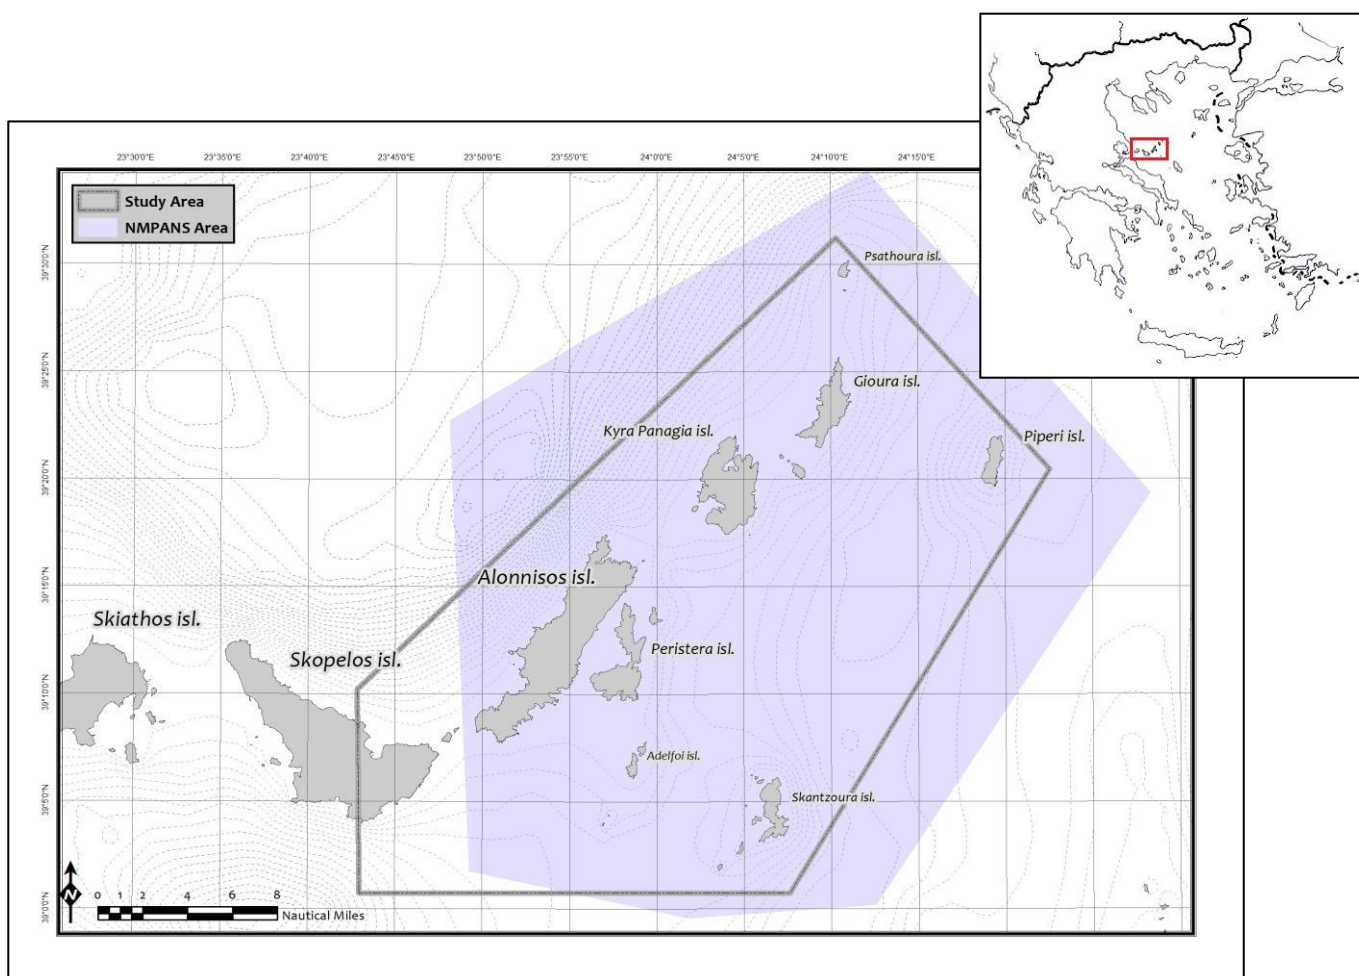 23°30'0"E 23°35'0"E 23°40'0"E 23°45'0"E 23°50'0"E 23°55'0"E 24°0'0"E 24°5'0"E 24°10'0"E 24°15'0"E
Study Area
NMPANS Area
39°30'0"N
39°25'0"N
39°20'0"N
39°15'0"N
39°10'0"N
39°5'0"N
39°0'0"N
Psathoura isl.
Gioura isl.
Kyra Panagia isl.
Piperi isl.
Alonnisos isl.
Skiathos isl.
Skopelos isl.
Peristera isl.
Adelfoi isl.
Skantzoura isl.
N
0 1 2 4 6 8
Nautical Miles